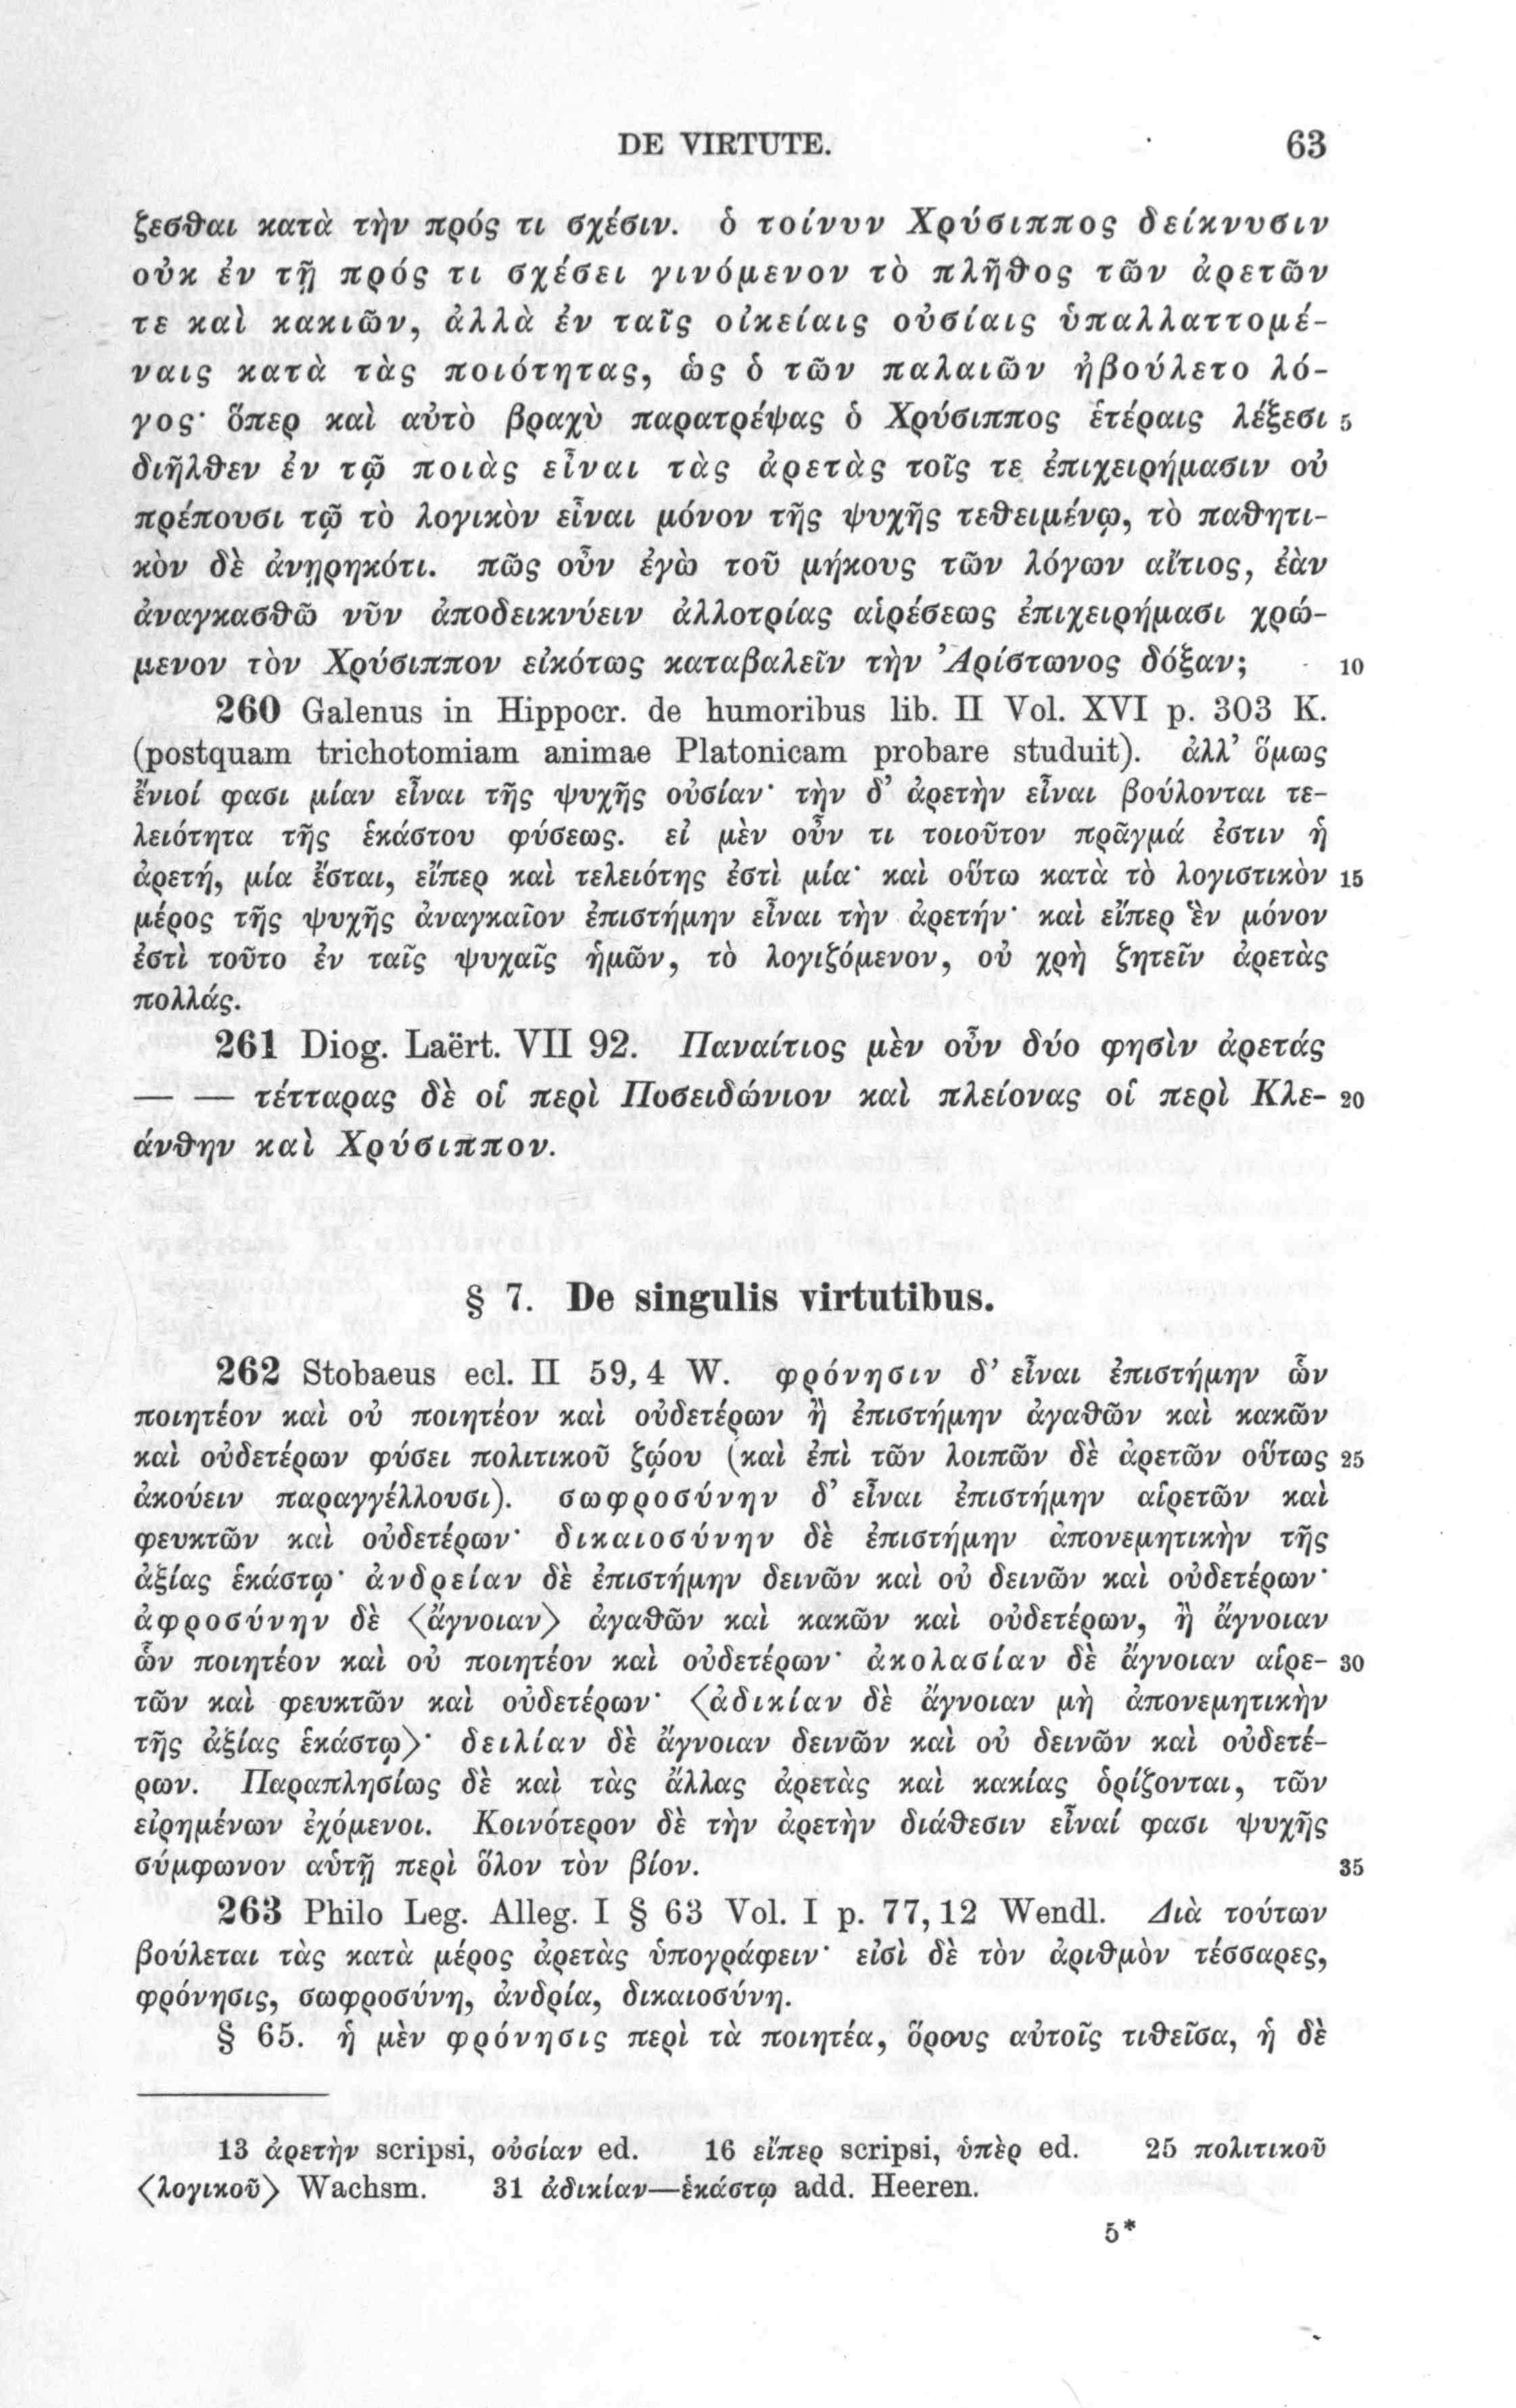 DE VIRTUTE. 63
ζεσθαι κατὰ τὴν πρός τι σχέσιν. ὁ τοίνυν Χρύσιππος δείκνυσιν
οὐκ ἐν τῇ πρός τι σχέσει γινόμενον τὸ πλῆθος τῶν ἀρετῶν
τε καὶ κακιῶν, ἀλλὰ ἐν ταῖς οἰκείαις οὐσίαις ὑπαλλαττομέ-
ναις κατὰ τὰς ποιότητας, ὡς ὁ τῶν παλαιῶν ἠβούλετο λό-
γος· ὅπερ καὶ αὐτὸ βραχὺ παρατρέψας ὁ Χρύσιππος ἑτέραις λέξεσι 5
διῆλθεν ἐν τῷ ποιὰς εἶναι τὰς ἀρετὰς τοῖς τε ἐπιχειρήμασιν οὐ
πρέπουσι τῷ τὸ λογικὸν εἶναι μόνον τῆς ψυχῆς τεθειμένῳ, τὸ παθητι-
κὸν δὲ ἀνῃρηκότι. πῶς οὖν ἐγὼ τοῦ μήκους τῶν λόγων αἴτιος, ἐὰν
ἀναγκασθῶ νῦν ἀποδεικνύειν ἀλλοτρίας αἱρέσεως ἐπιχειρήμασι χρώ-
μενον τὸν Χρύσιππον εἰκότως καταβαλεῖν τὴν Ἀρίστωνος δόξαν; 10
260 Galenus in Hippocr. de humoribus lib. II Vol. XVI p. 303 K.
(postquam trichotomiam animae Platonicam probare studuit). ἀλλ’ ὅμως
ἔνιοί φασι μίαν εἶναι τῆς ψυχῆς οὐσίαν· τὴν δ’ ἀρετὴν εἶναι βούλονται τε-
λειότητα τῆς ἑκάστου φύσεως. εἰ μὲν οὖν τι τοιοῦτον πρᾶγμά ἐστιν ἡ
ἀρετή, μία ἔσται, εἴπερ καὶ τελειότης ἐστὶ μία· καὶ οὕτω κατὰ τὸ λογιστικὸν 15
μέρος τῆς ψυχῆς ἀναγκαῖον ἐπιστήμην εἶναι τὴν ἀρετήν· καὶ εἴπερ ἓν μόνον
ἐστὶ τοῦτο ἐν ταῖς ψυχαῖς ἡμῶν, τὸ λογιζόμενον, οὐ χρὴ ζητεῖν ἀρετὰς
πολλάς.
261 Diog. Laërt. VII 92. Παναίτιος μὲν οὖν δύο φησὶν ἀρετάς
— — τέτταρας δὲ οἱ περὶ Ποσειδώνιον καὶ πλείονας οἱ περὶ Κλε- 20
άνθην καὶ Χρύσιππον.
§ 7. De singulis virtutibus.
262 Stobaeus ecl. II 59, 4 W. φρόνησιν δ’ εἶναι ἐπιστήμην ὧν
ποιητέον καὶ οὐ ποιητέον καὶ οὐδετέρων ἢ ἐπιστήμην ἀγαθῶν καὶ κακῶν
καὶ οὐδετέρων φύσει πολιτικοῦ ζῴου (καὶ ἐπὶ τῶν λοιπῶν δὲ ἀρετῶν οὕτως 25
ἀκούειν παραγγέλλουσι). σωφροσύνην δ’ εἶναι ἐπιστήμην αἱρετῶν καὶ
φευκτῶν καὶ οὐδετέρων· δικαιοσύνην δὲ ἐπιστήμην ἀπονεμητικὴν τῆς
ἀξίας ἑκάστῳ· ἀνδρείαν δὲ ἐπιστήμην δεινῶν καὶ οὐ δεινῶν καὶ οὐδετέρων·
ἀφροσύνην δὲ ⟨ἄγνοιαν⟩ ἀγαθῶν καὶ κακῶν καὶ οὐδετέρων, ἢ ἄγνοιαν
ὧν ποιητέον καὶ οὐ ποιητέον καὶ οὐδετέρων· ἀκολασίαν δὲ ἄγνοιαν αἱρε- 30
τῶν καὶ φευκτῶν καὶ οὐδετέρων· ⟨ἀδικίαν δὲ ἄγνοιαν μὴ ἀπονεμητικὴν
τῆς ἀξίας ἑκάστῳ⟩· δειλίαν δὲ ἄγνοιαν δεινῶν καὶ οὐ δεινῶν καὶ οὐδετέ-
ρων. Παραπλησίως δὲ καὶ τὰς ἄλλας ἀρετὰς καὶ κακίας ὁρίζονται, τῶν
εἰρημένων ἐχόμενοι. Κοινότερον δὲ τὴν ἀρετὴν διάθεσιν εἶναί φασι ψυχῆς
σύμφωνον αὑτῇ περὶ ὅλον τὸν βίον. 35
263 Philo Leg. Alleg. I § 63 Vol. I p. 77, 12 Wendl. Διὰ τούτων
βούλεται τὰς κατὰ μέρος ἀρετὰς ὑπογράφειν· εἰσὶ δὲ τὸν ἀριθμὸν τέσσαρες,
φρόνησις, σωφροσύνη, ἀνδρία, δικαιοσύνη.
§ 65. ἡ μὲν φρόνησις περὶ τὰ ποιητέα, ὅρους αὐτοῖς τιθεῖσα, ἡ δὲ
13 ἀρετὴν scripsi, οὐσίαν ed. 16 εἴπερ scripsi, ὑπὲρ ed. 25 πολιτικοῦ
⟨λογικοῦ⟩ Wachsm. 31 ἀδικίαν—ἑκάστῳ add. Heeren.
5*